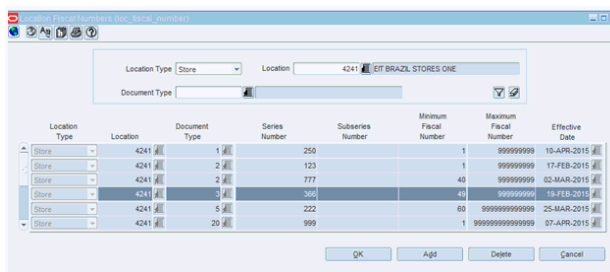 Location Fiscal Numbers (loc_fiscal_number)
Location Type Store Location 4241 EIT BRAZIL STORES ONE
Document Type
Location Type Location Document Type Series Number Subseries Number Minimum Fiscal Number Maximum Fiscal Number Effective Date
Store 4241 1 250 1 999999999 10-APR-2015
Store 4241 2 123 1 999999999 17-FEB-2015
Store 4241 2 777 40 999999999 02-MAR-2015
Store 4241 3 366 49 999999999 19-FEB-2015
Store 4241 5 222 60 9999999999999 25-MAR-2015
Store 4241 20 999 1 9999999999999 07-APR-2015
OK Add Delete Cancel